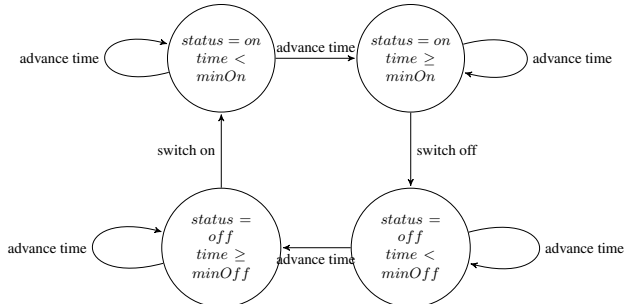 status = on
time <
minOn
status = on
time ≥
minOn
advance time
advance time
advance time
switch on
switch off
status =
off
time ≥
minOff
status =
off
time <
minOff
advance time
advance time
advance time